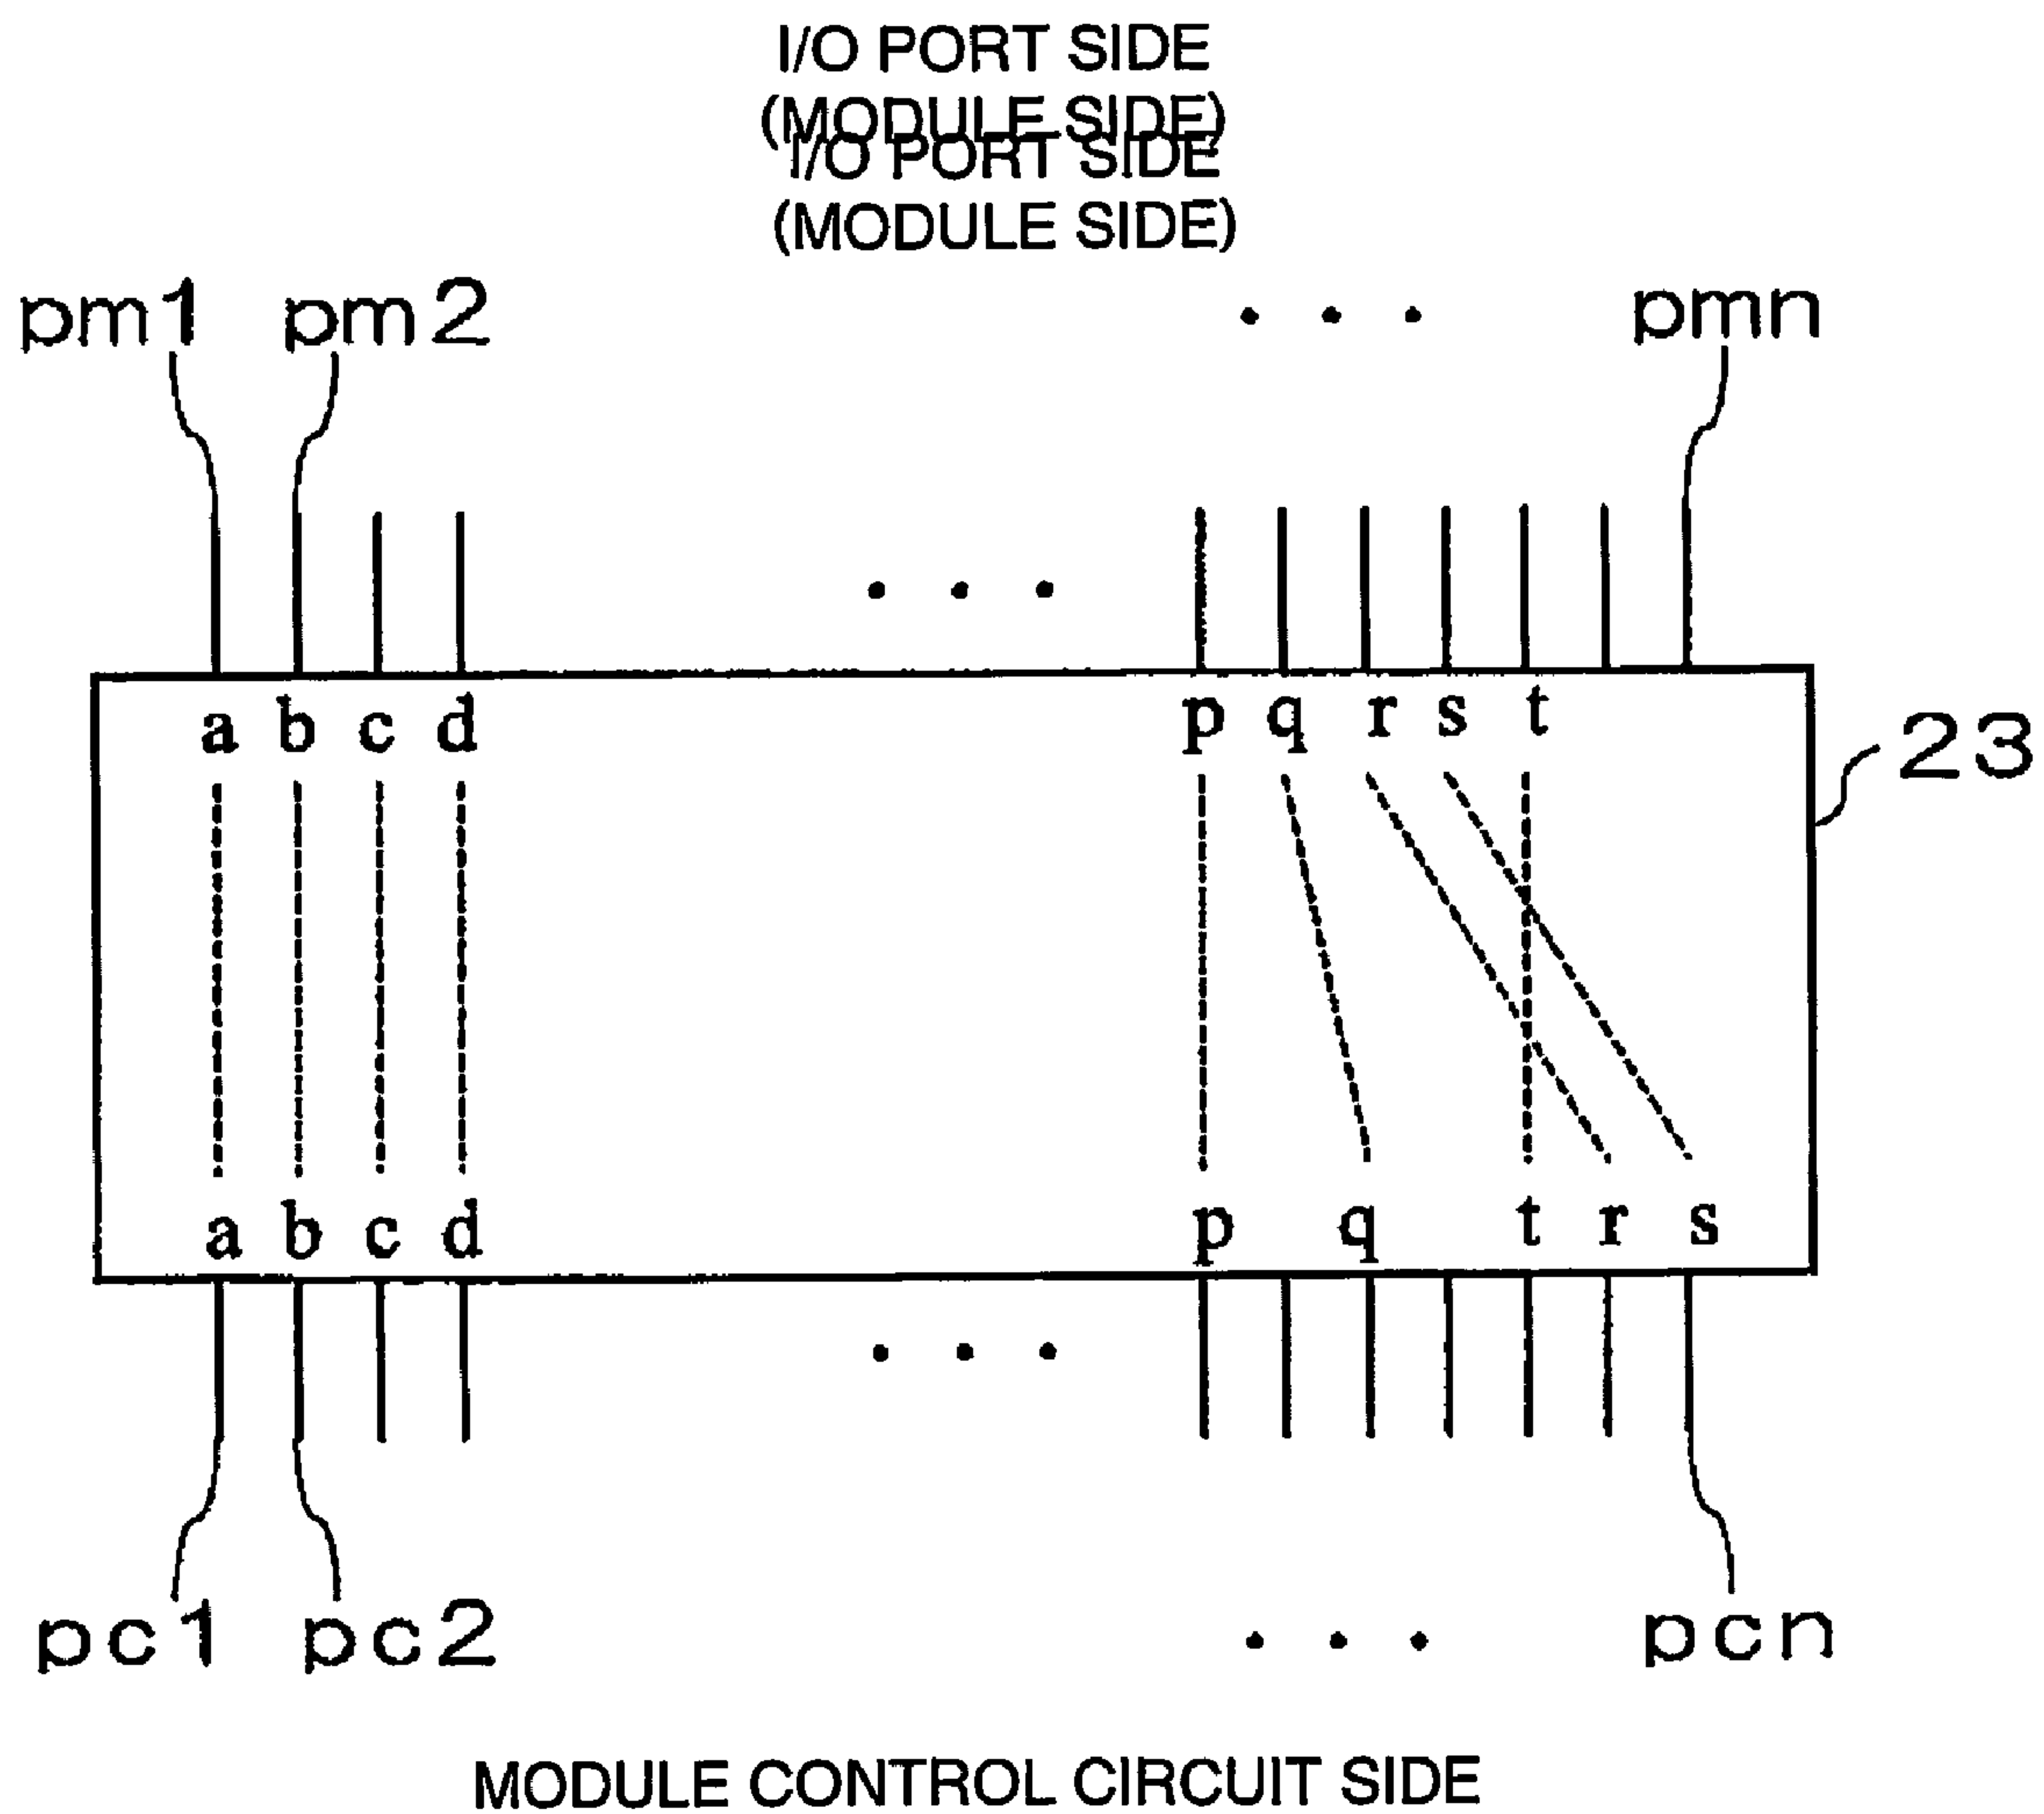 I/O PORT SIDE
(MODULE SIDE)
I/O PORT SIDE
(MODULE SIDE)
pm1 pm2 . . . pmn
. . .
a b c d p q r s t
23
a b c d p q t r s
. . .
pc1 pc2 . . . pcn
MODULE CONTROL CIRCUIT SIDE